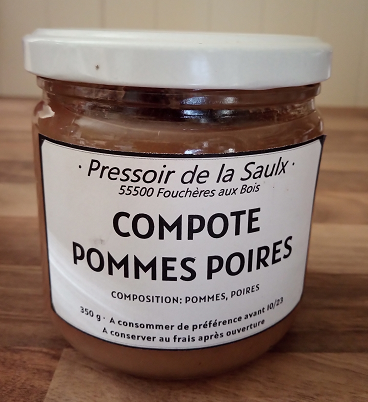 · Pressoir de la Saulx ·
55500 Fouchères aux Bois
COMPOTE
POMMES POIRES
COMPOSITION: POMMES, POIRES
350 g · A consommer de préférence avant 10/23
A conserver au frais après ouverture